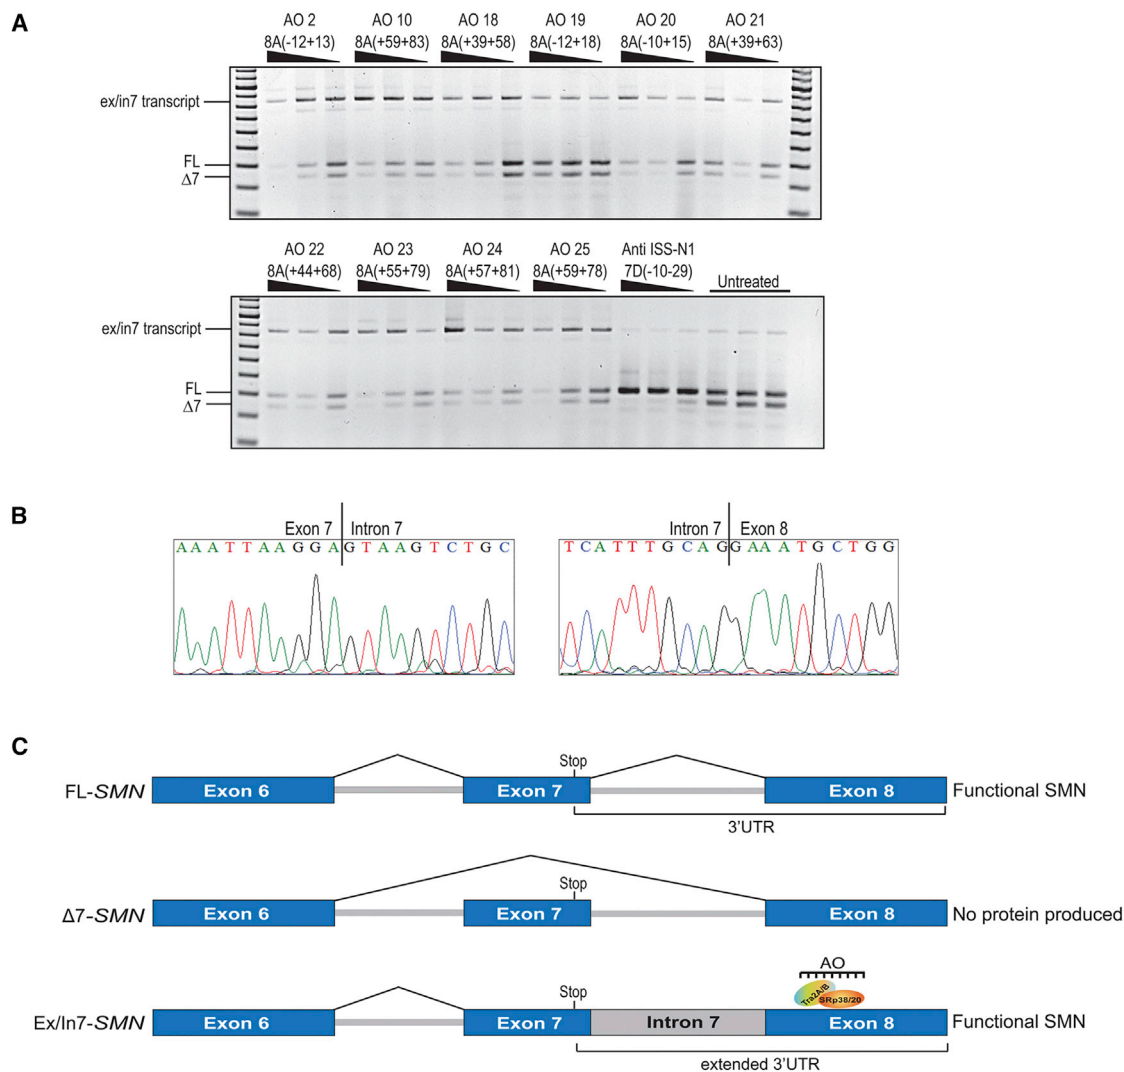 A
AO 2 AO 10 AO 18 AO 19 AO 20 AO 21
8A(-12+13) 8A(+59+83) 8A(+39+58) 8A(-12+18) 8A(-10+15) 8A(+39+63)
ex/in7 transcript
FL
Δ7
AO 22 AO 23 AO 24 AO 25 Anti ISS-N1
8A(+44+68) 8A(+55+79) 8A(+57+81) 8A(+59+78) 7D(-10-29) Untreated
ex/in7 transcript
FL
Δ7
B
Exon 7 Intron 7 Intron 7 Exon 8
AAATTAAGGAGTAAGTCTGC TCATTTGCAGGAAATGCTGG
C
Stop
FL-SMN Exon 6 Exon 7 Exon 8 Functional SMN
3'UTR
Stop
Δ7-SMN Exon 6 Exon 7 Exon 8 No protein produced
AO
Tra2A/B
SRp38/20
Stop
Ex/In7-SMN Exon 6 Exon 7 Intron 7 Exon 8 Functional SMN
extended 3'UTR